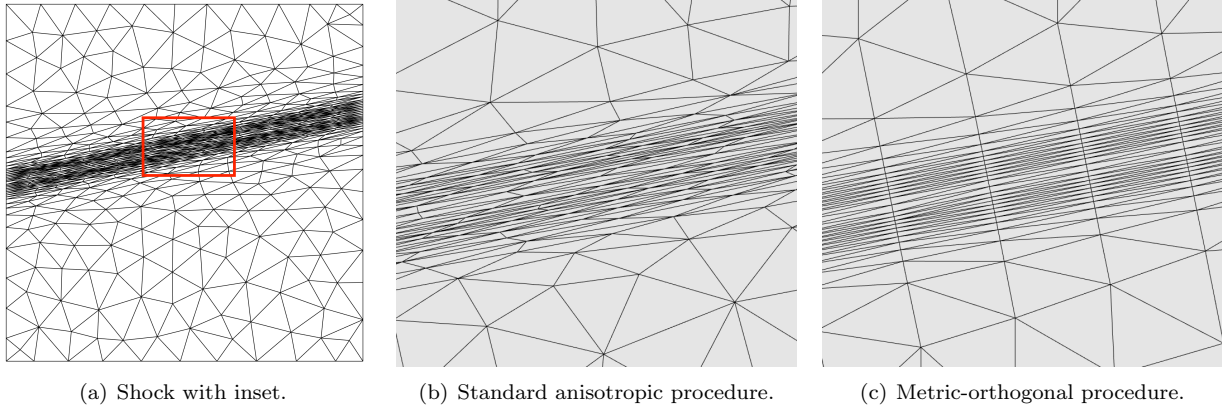 (a) Shock with inset.
(b) Standard anisotropic procedure.
(c) Metric-orthogonal procedure.